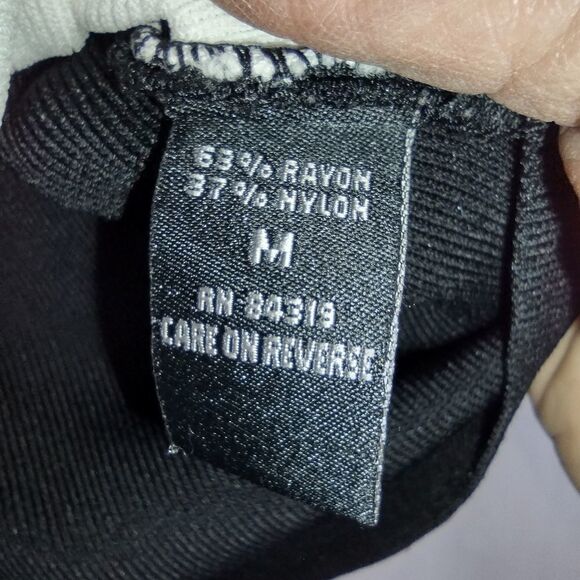 63% RAYON
37% NYLON
M
RN 84319
CARE ON REVERSE